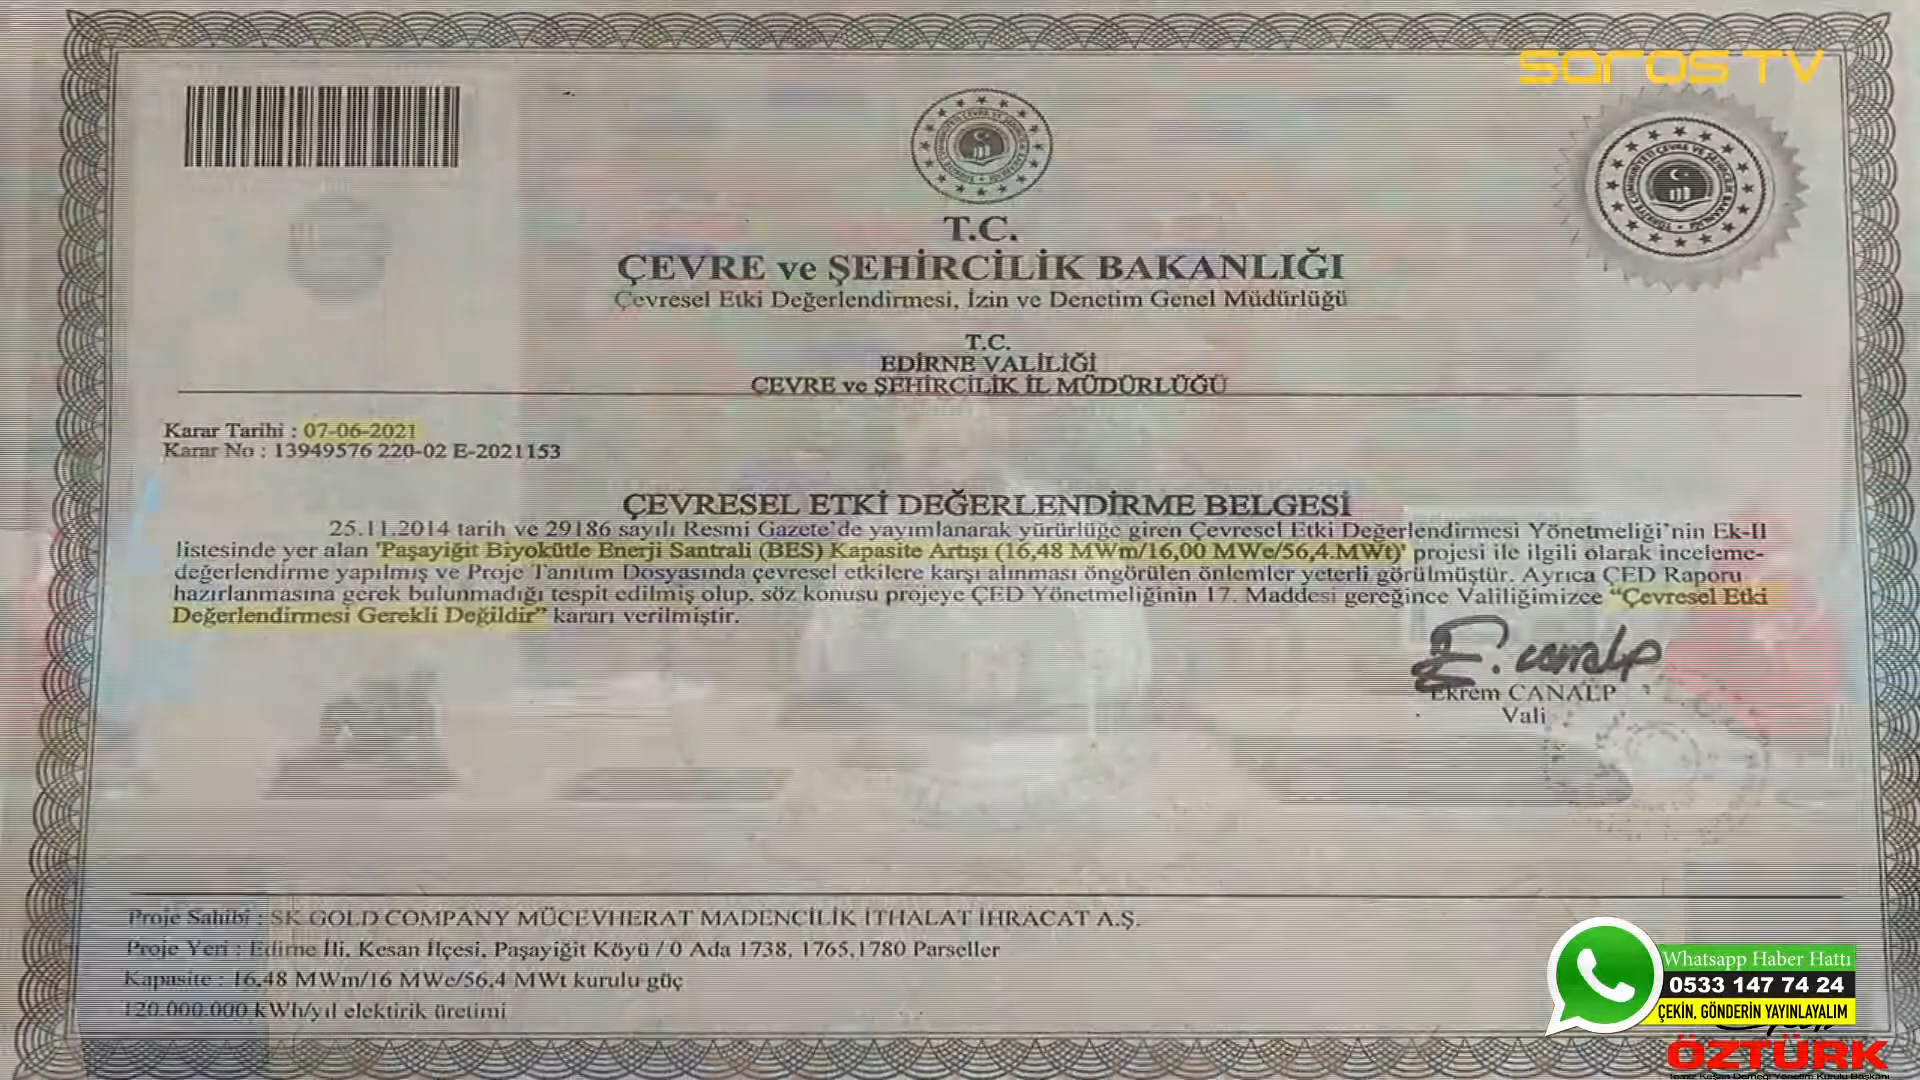 saros TV
T.C.
ÇEVRE ve ŞEHİRCİLİK BAKANLIĞI
Çevresel Etki Değerlendirmesi, İzin ve Denetim Genel Müdürlüğü
T.C.
EDİRNE VALİLİĞİ
ÇEVRE ve ŞEHİRCİLİK İL MÜDÜRLÜĞÜ
Karar Tarihi : 07-06-2021
Karar No : 13949576 220-02 E-2021153
ÇEVRESEL ETKİ DEĞERLENDİRME BELGESİ
25.11.2014 tarih ve 29186 sayılı Resmi Gazete'de yayımlanarak yürürlüğe giren Çevresel Etki Değerlendirmesi Yönetmeliği'nin Ek-II
listesinde yer alan 'Paşayiğit Biyokütle Enerji Santrali (BES) Kapasite Artışı (16,48 MWm/16,00 MWe/56,4.MWt)' projesi ile ilgili olarak inceleme-
değerlendirme yapılmış ve Proje Tanıtım Dosyasında çevresel etkilere karşı alınması öngörülen önlemler yeterli görülmüştür. Ayrıca ÇED Raporu
hazırlanmasına gerek bulunmadığı tespit edilmiş olup, söz konusu projeye ÇED Yönetmeliğinin 17. Maddesi gereğince Valiliğimizce "Çevresel Etki
Değerlendirmesi Gerekli Değildir" kararı verilmiştir.
E. Canalp
Ekrem CANALP
Vali
Proje Sahibi : SK GOLD COMPANY MÜCEVHERAT MADENCİLİK İTHALAT İHRACAT A.Ş.
Proje Yeri : Edirne İli, Keşan İlçesi, Paşayiğit Köyü / 0 Ada 1738, 1765,1780 Parseller
Kapasite : 16,48 MWm/16 MWe/56,4 MWt kurulu güç
120.000.000 kWh/yıl elektirik üretimi
Whatsapp Haber Hattı
0533 147 74 24
ÇEKİN, GÖNDERİN YAYINLAYALIM
ÖZTÜRK
Temiz Keşan Derneği Yönetim Kurulu Başkanı